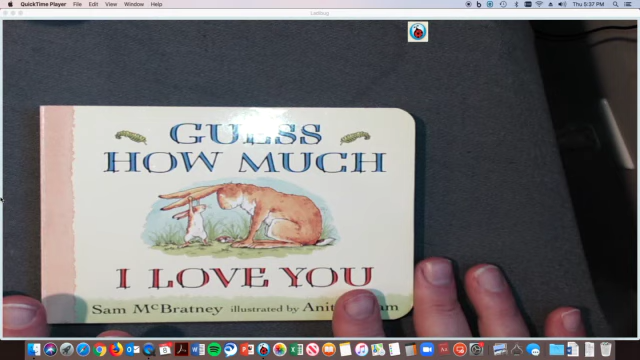 QuickTime Player File Edit View Window Help
Thu 5:37 PM
Ladibug
GUESS
HOW MUCH
I LOVE YOU
Sam McBratney illustrated by